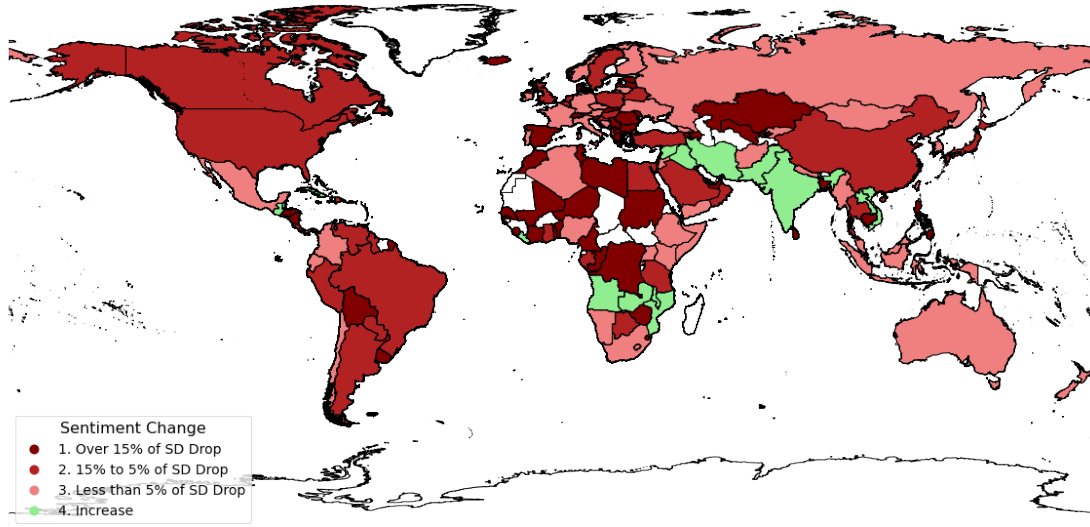 Sentiment Change
1. Over 15% of SD Drop
2. 15% to 5% of SD Drop
3. Less than 5% of SD Drop
4. Increase